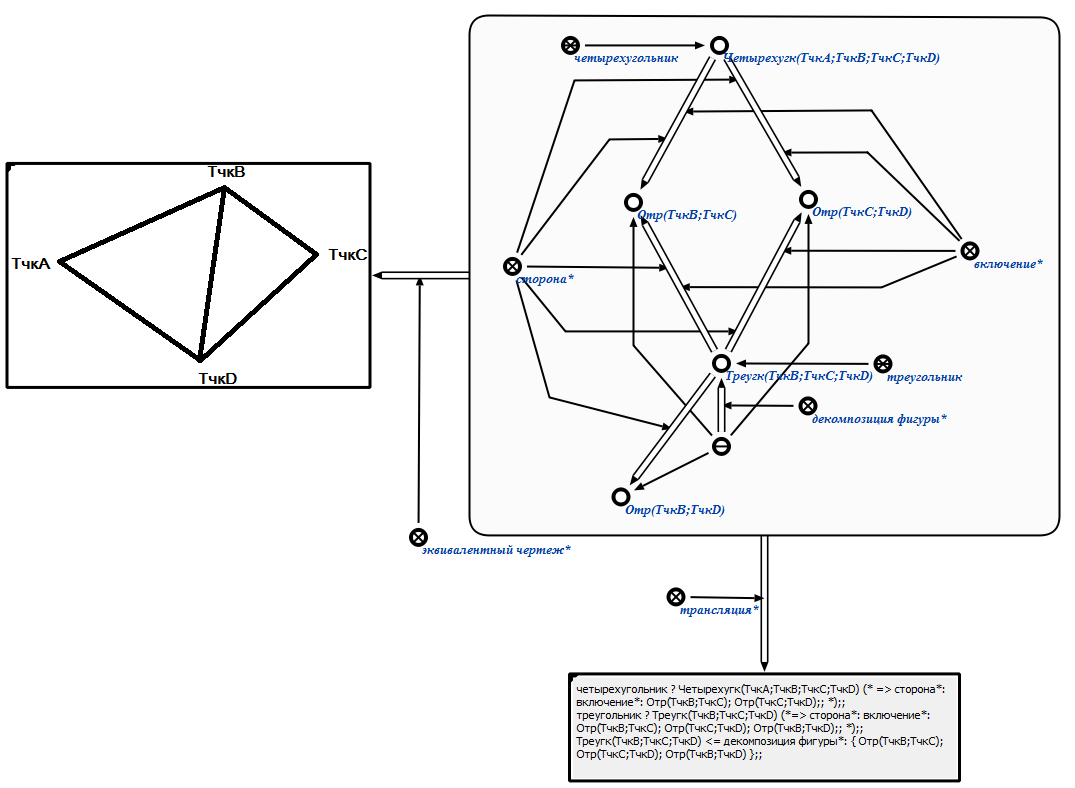 четырехугольник
Четырехугк(ТчкA;ТчкB;ТчкC;ТчкD)
ТчкB
ТчкA
ТчкC
ТчкD
Отр(ТчкB;ТчкC)
Отр(ТчкC;ТчкD)
сторона*
включение*
Треугк(ТчкB;ТчкC;ТчкD)
треугольник
декомпозиция фигуры*
Отр(ТчкB;ТчкD)
эквивалентный чертеж*
трансляция*
четырехугольник ? Четырехугк(ТчкA;ТчкB;ТчкC;ТчкD) (* => сторона*:
включение*: Отр(ТчкB;ТчкC); Отр(ТчкC;ТчкD);; *);;
треугольник ? Треугк(ТчкB;ТчкC;ТчкD) (*=> сторона*: включение*:
Отр(ТчкB;ТчкC); Отр(ТчкC;ТчкD); Отр(ТчкB;ТчкD);; *);;
Треугк(ТчкB;ТчкC;ТчкD) <= декомпозиция фигуры*: { Отр(ТчкB;ТчкC);
Отр(ТчкC;ТчкD); Отр(ТчкB;ТчкD) };;